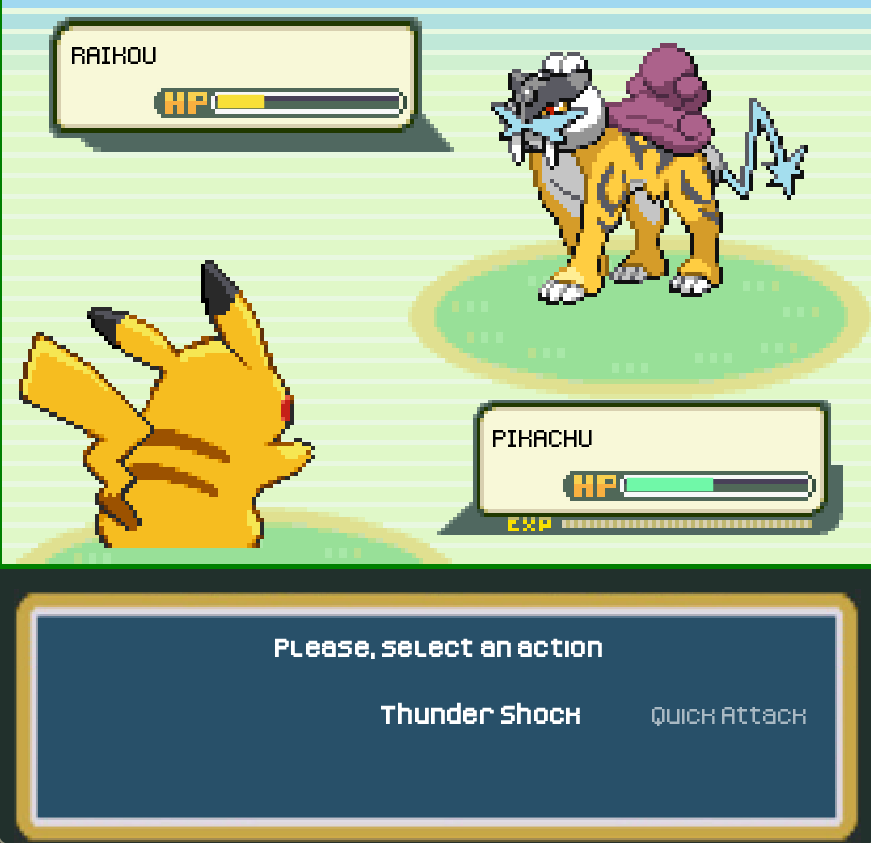 RAIKOU
HP
PIKACHU
HP
EXP
Please, select an action
Thunder Shock Quick Attack